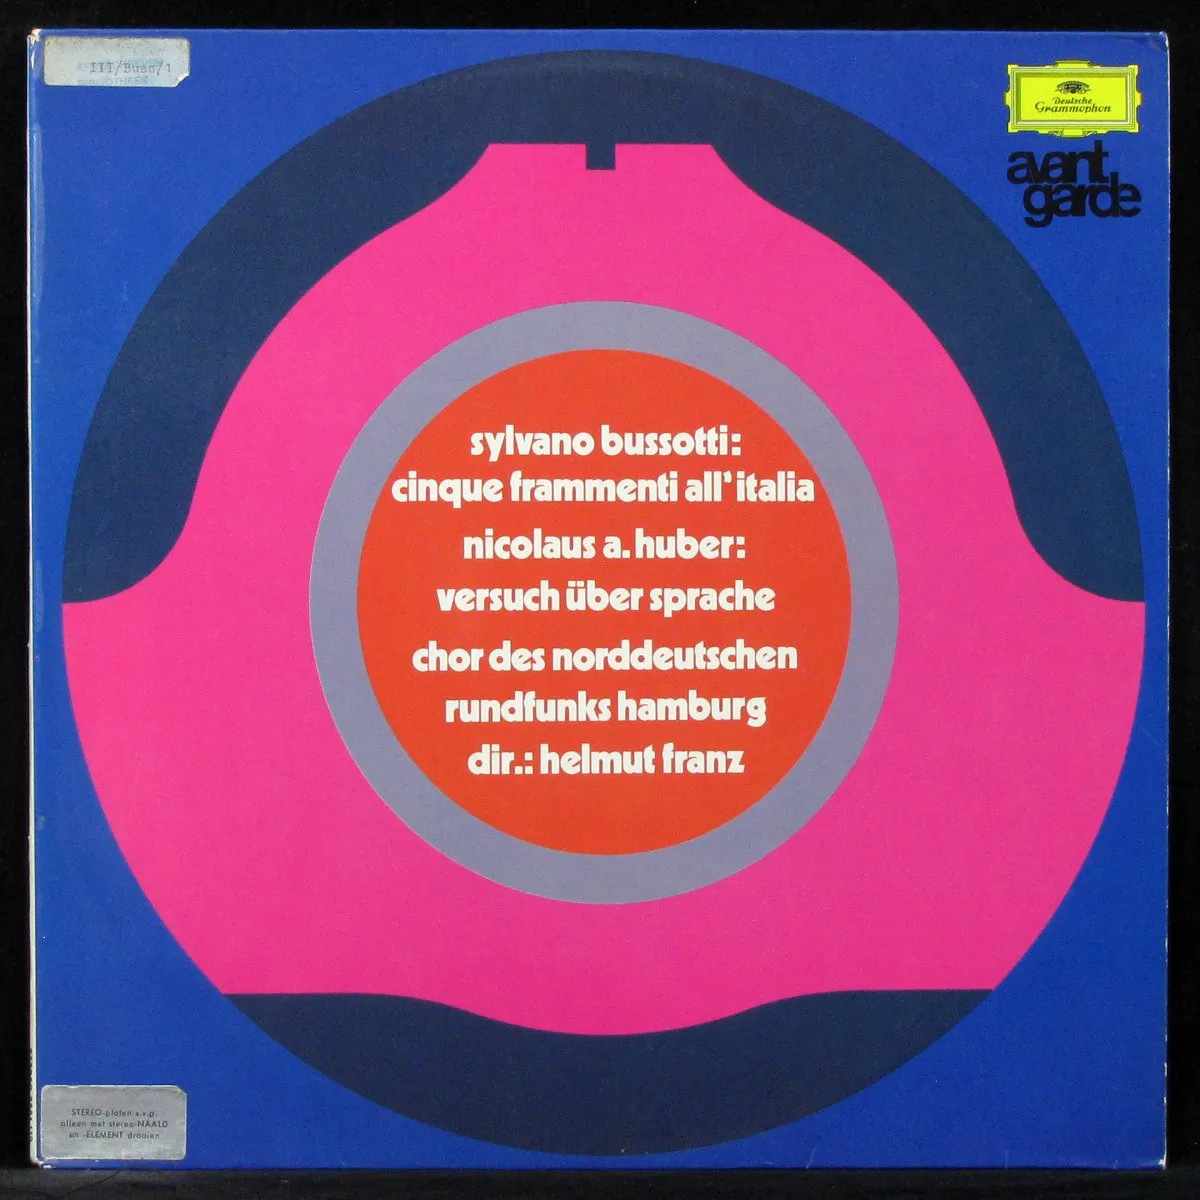 III/Buss/1
Deutsche
Grammophon
avant
garde
sylvano bussotti:
cinque frammenti all' italia
nicolaus a. huber:
versuch über sprache
chor des norddeutschen
rundfunks hamburg
dir.: helmut franz
STEREO-platen s.v.p.
alleen met stereo-NAALD
en -ELEMENT draaien